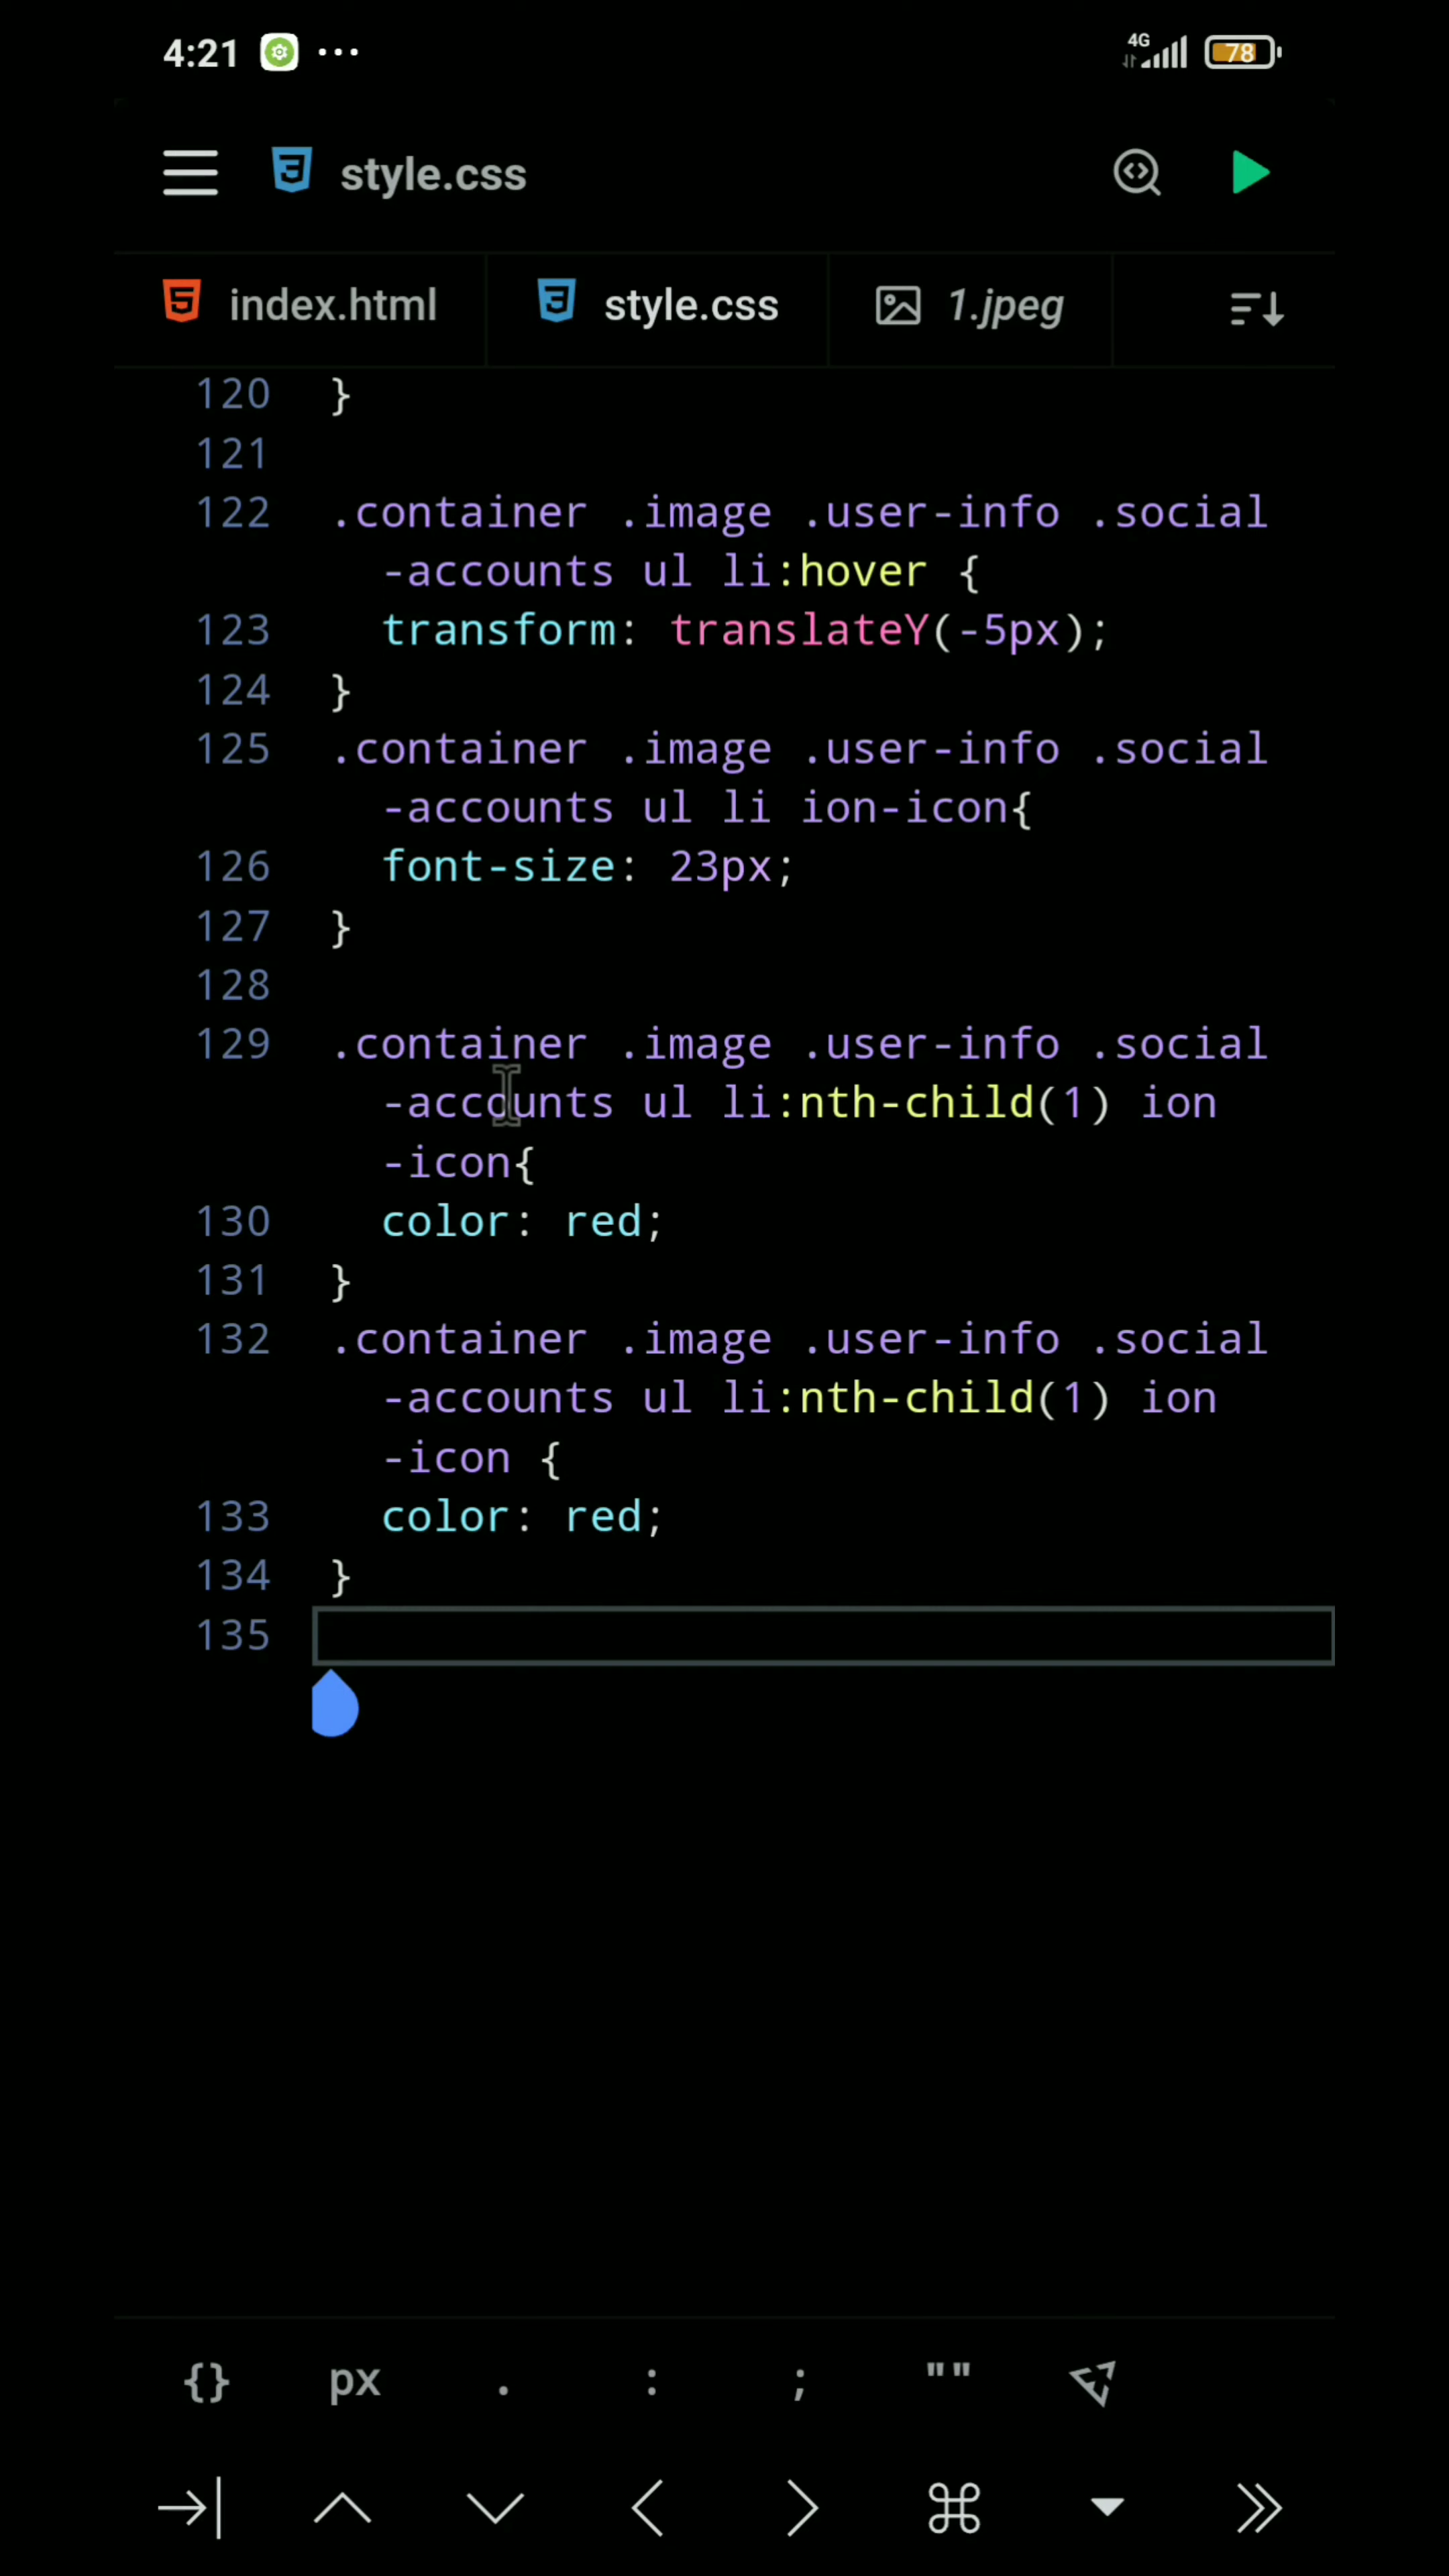 4:21 ... 4G 78
style.css
index.html style.css 1.jpeg
120 }
121
122 .container .image .user-info .social
-accounts ul li:hover {
123 transform: translateY(-5px);
124 }
125 .container .image .user-info .social
-accounts ul li ion-icon{
126 font-size: 23px;
127 }
128
129 .container .image .user-info .social
-accounts ul li:nth-child(1) ion
-icon{
130 color: red;
131 }
132 .container .image .user-info .social
-accounts ul li:nth-child(1) ion
-icon {
133 color: red;
134 }
135
{} px . : ; ""